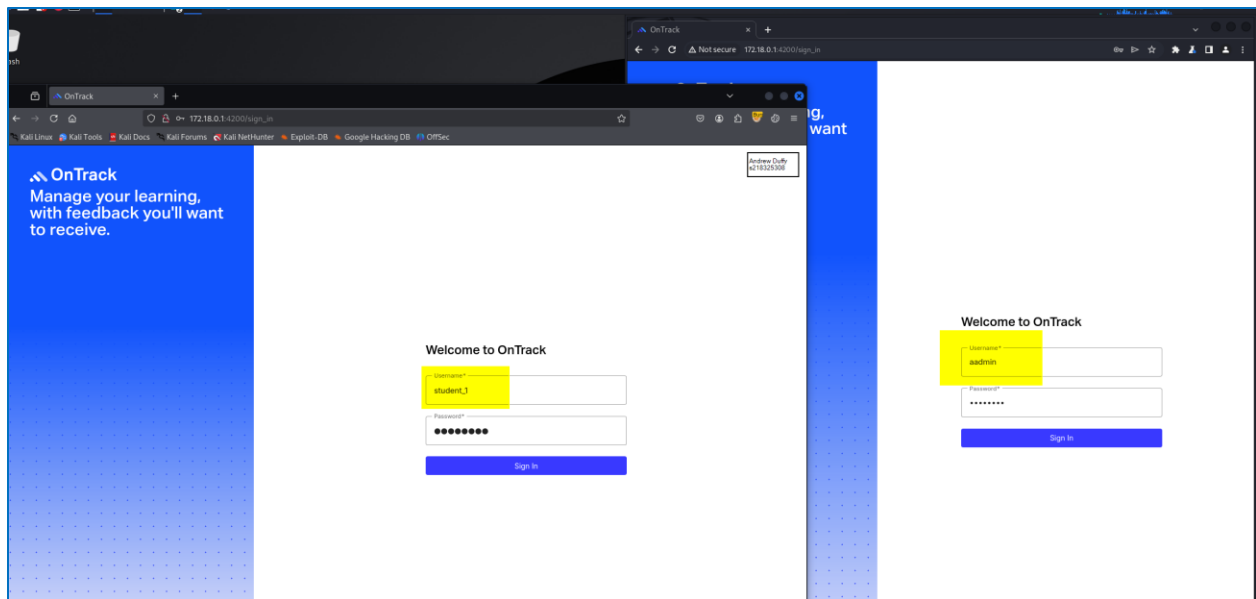 OnTrack
Not secure 172.18.0.1:4200/sign_in
OnTrack
172.18.0.1:4200/sign_in
Kali Linux Kali Tools Kali Docs Kali Forums Kali NetHunter Exploit-DB Google Hacking DB OffSec
OnTrack
Manage your learning,
with feedback you'll want
to receive.
Andrew Duffy
s218325308
Welcome to OnTrack
Username*
student_1
Password*
Sign In
want
Welcome to OnTrack
Username*
aadmin
Password*
Sign In